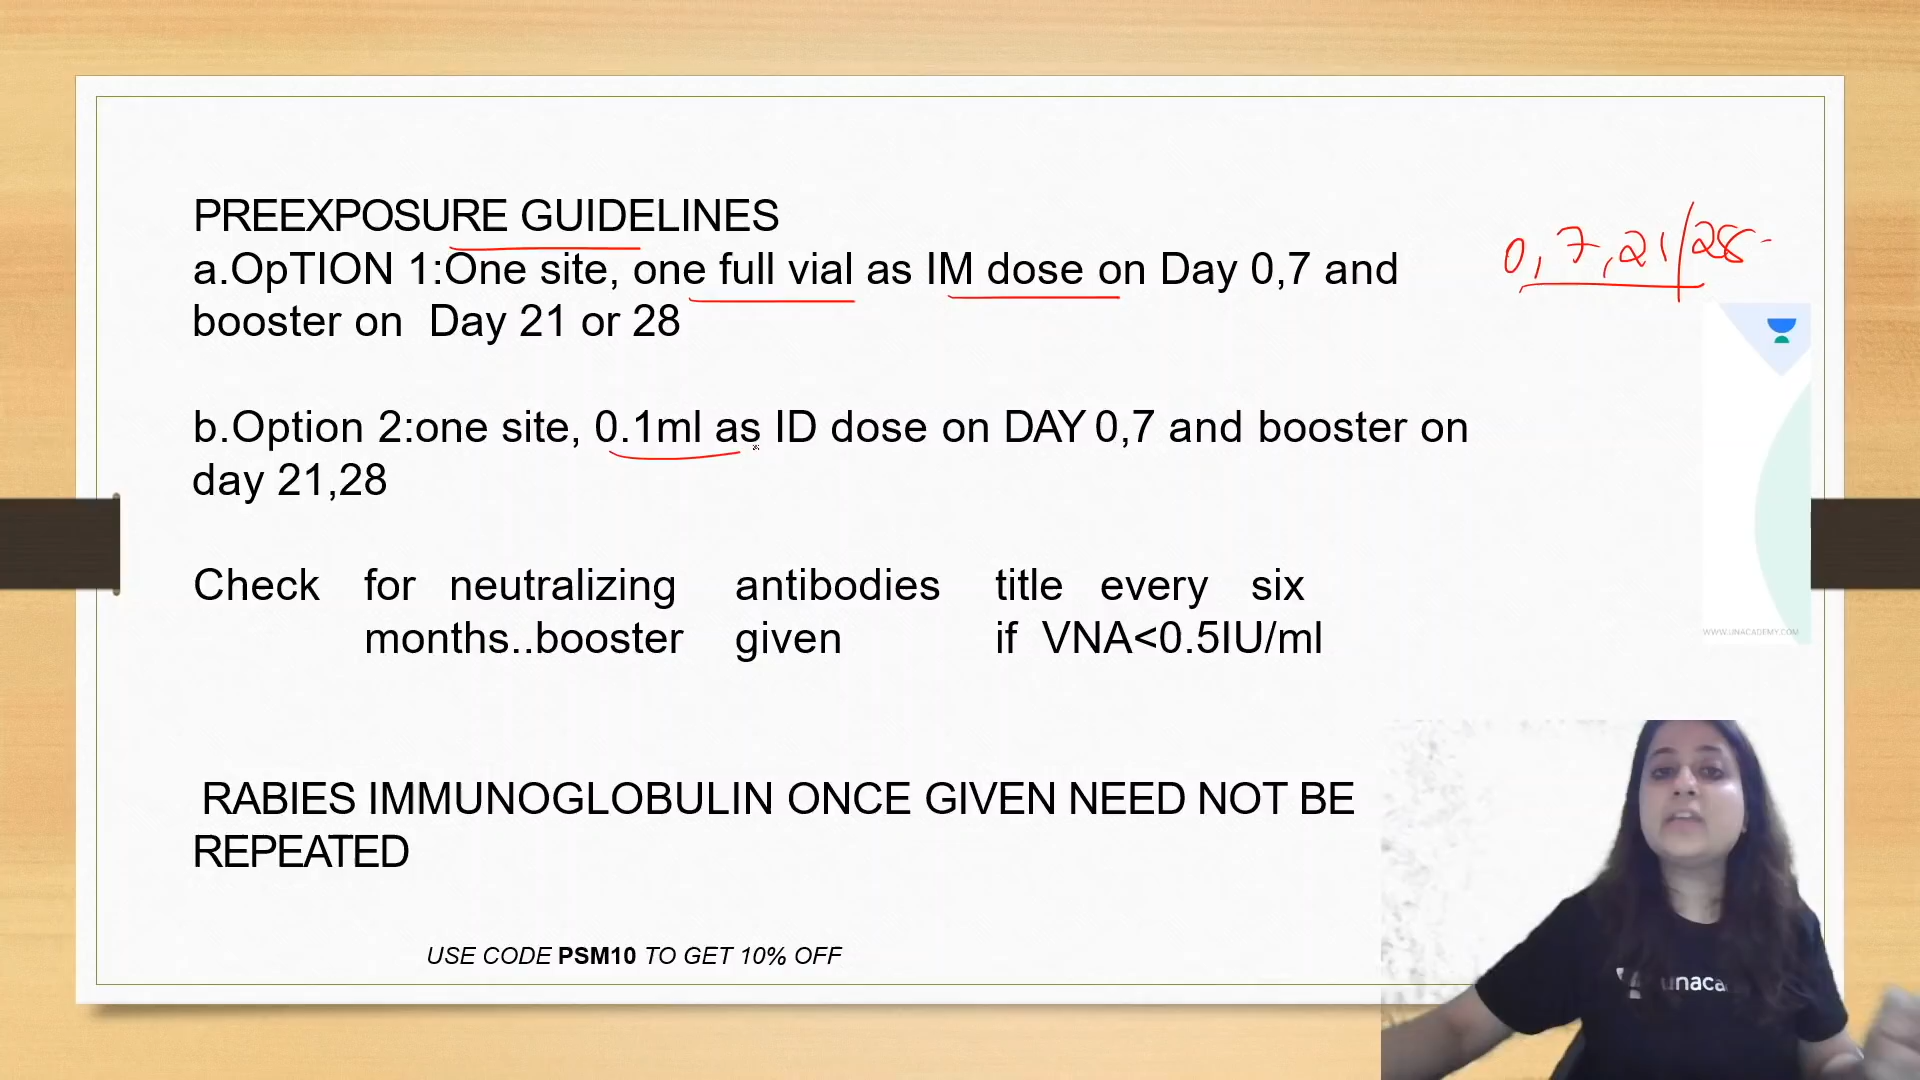 PREEXPOSURE GUIDELINES
a.OpTION 1:One site, one full vial as IM dose on Day 0,7 and
booster on Day 21 or 28
0, 7, 21/28
b.Option 2:one site, 0.1ml as ID dose on DAY 0,7 and booster on
day 21,28
Check for neutralizing antibodies title every six
months..booster given if VNA<0.5IU/ml
WWW.UNACADEMY.COM
RABIES IMMUNOGLOBULIN ONCE GIVEN NEED NOT BE
REPEATED
USE CODE PSM10 TO GET 10% OFF
unaca